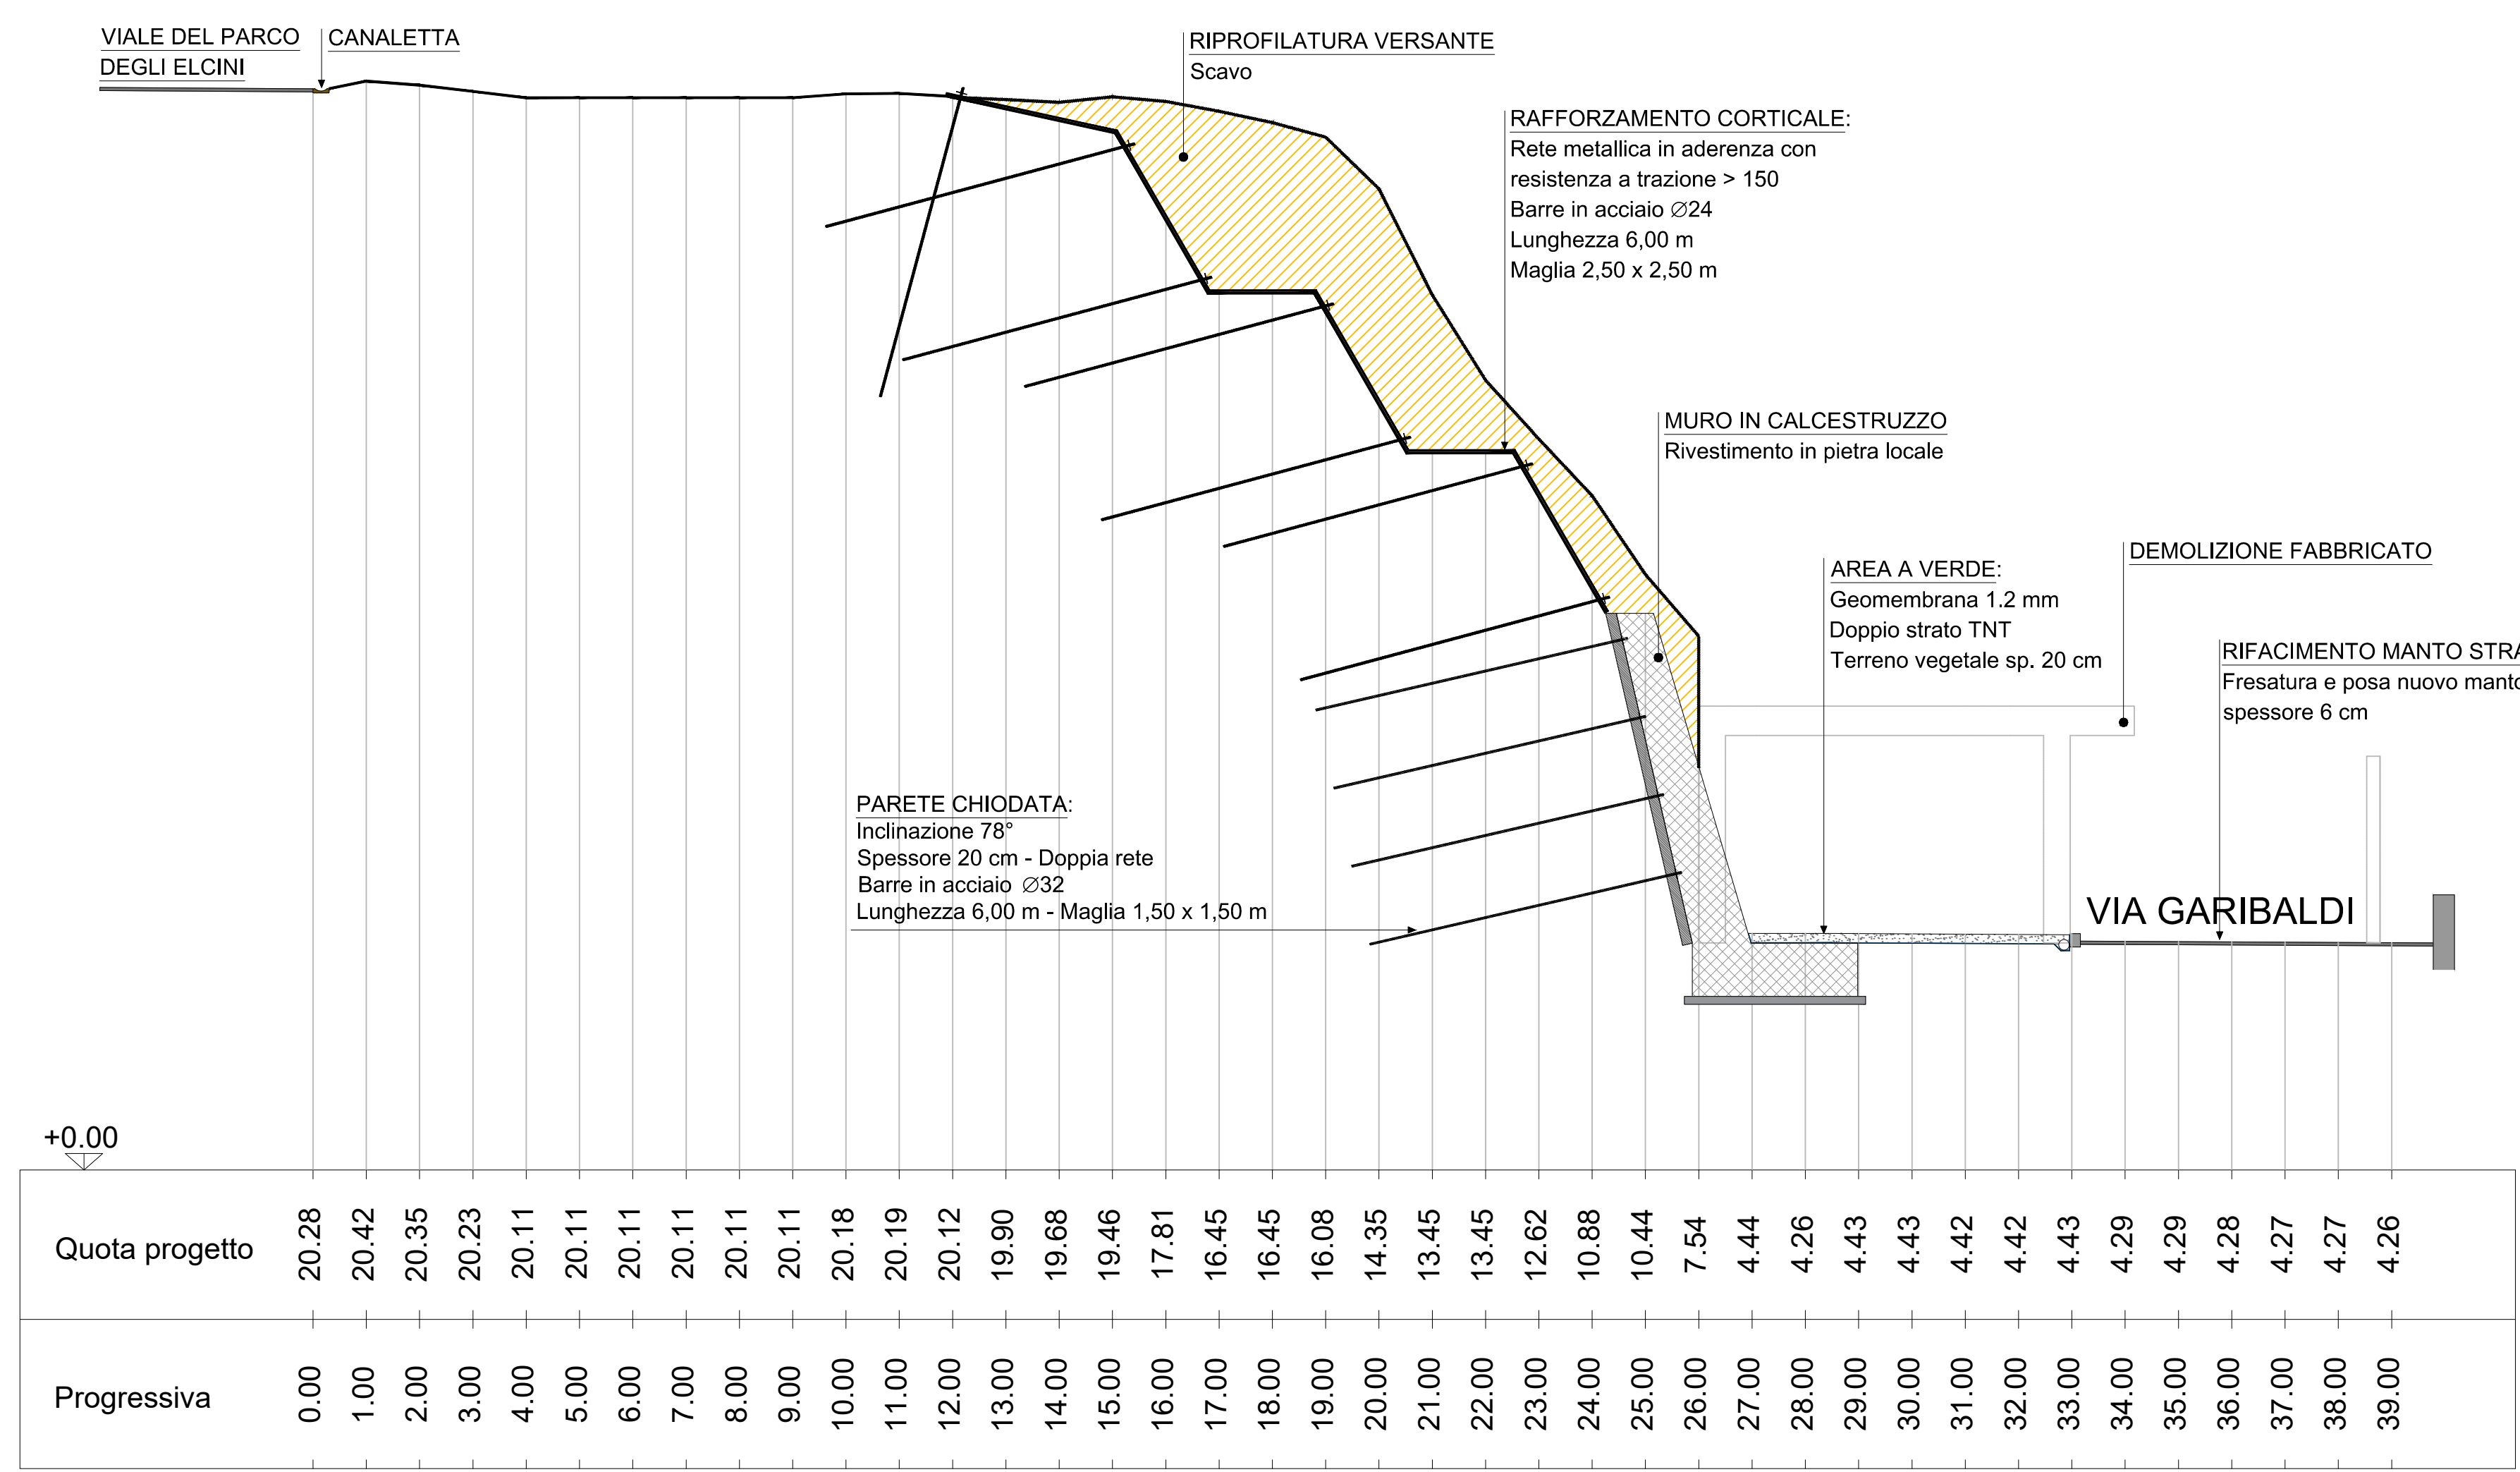 VIALE DEL PARCO
DEGLI ELCINI
CANALETTA
RIPROFILATURA VERSANTE
Scavo
RAFFORZAMENTO CORTICALE:
Rete metallica in aderenza con
resistenza a trazione > 150
Barre in acciaio ∅24
Lunghezza 6,00 m
Maglia 2,50 x 2,50 m
MURO IN CALCESTRUZZO
Rivestimento in pietra locale
DEMOLIZIONE FABBRICATO
AREA A VERDE:
Geomembrana 1.2 mm
Doppio strato TNT
Terreno vegetale sp. 20 cm
RIFACIMENTO MANTO STRA
Fresatura e posa nuovo manto
spessore 6 cm
PARETE CHIODATA:
Inclinazione 78°
Spessore 20 cm - Doppia rete
Barre in acciaio ∅32
Lunghezza 6,00 m - Maglia 1,50 x 1,50 m
VIA GARIBALDI
+0.00
Quota progetto 20.28 20.42 20.35 20.23 20.11 20.11 20.11 20.11 20.11 20.11 20.18 20.19 20.12 19.90 19.68 19.46 17.81 16.45 16.45 16.08 14.35 13.45 13.45 12.62 10.88 10.44 7.54 4.44 4.26 4.43 4.43 4.42 4.42 4.43 4.29 4.29 4.28 4.27 4.27 4.26
Progressiva 0.00 1.00 2.00 3.00 4.00 5.00 6.00 7.00 8.00 9.00 10.00 11.00 12.00 13.00 14.00 15.00 16.00 17.00 18.00 19.00 20.00 21.00 22.00 23.00 24.00 25.00 26.00 27.00 28.00 29.00 30.00 31.00 32.00 33.00 34.00 35.00 36.00 37.00 38.00 39.00